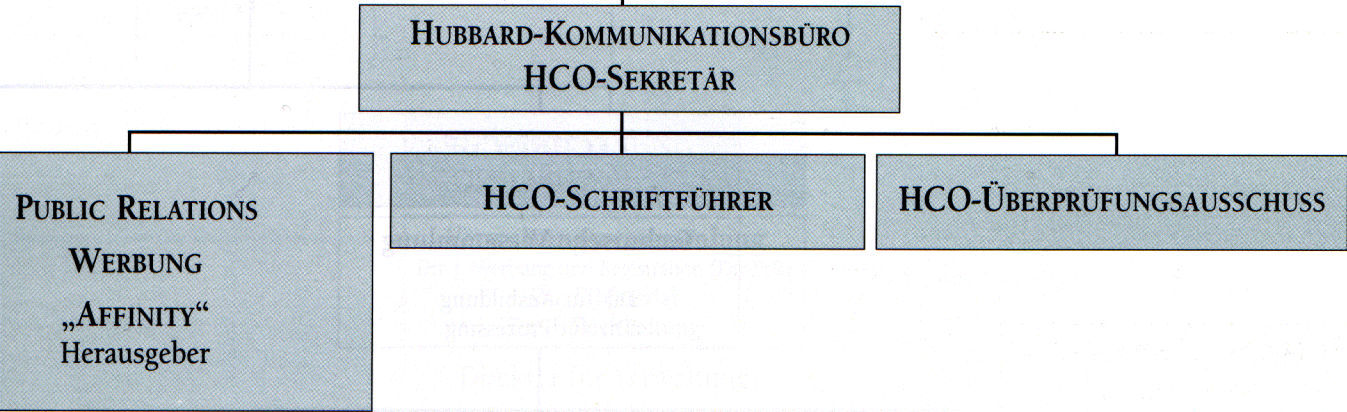 HUBBARD-KOMMUNIKATIONSBÜRO
HCO-SEKRETÄR
PUBLIC RELATIONS
WERBUNG
„AFFINITY“
Herausgeber
HCO-SCHRIFTFÜHRER
HCO-ÜBERPRÜFUNGSAUSSCHUSS